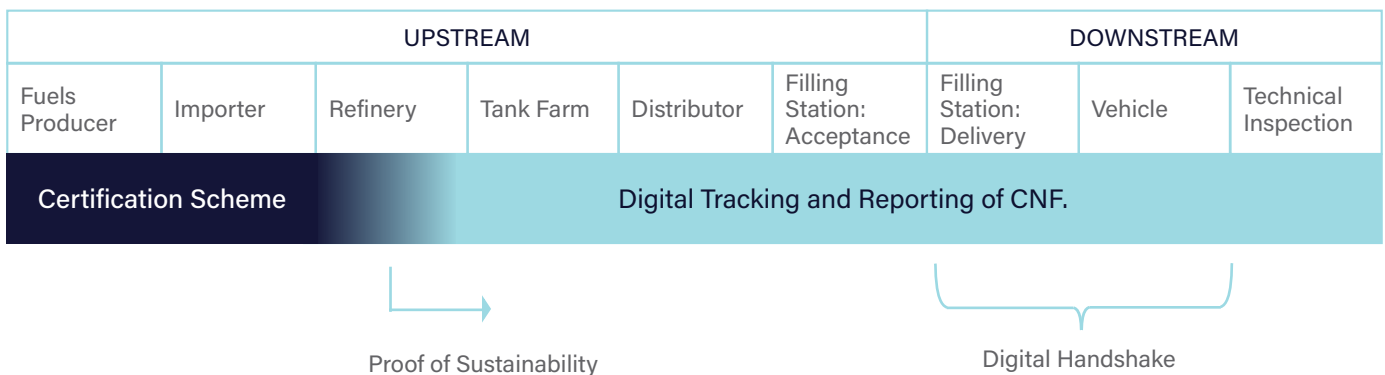 UPSTREAM
DOWNSTREAM
Fuels
Producer
Importer
Refinery
Tank Farm
Distributor
Filling
Station:
Acceptance
Filling
Station:
Delivery
Vehicle
Technical
Inspection
Certification Scheme
Digital Tracking and Reporting of CNF.
Proof of Sustainability
Digital Handshake